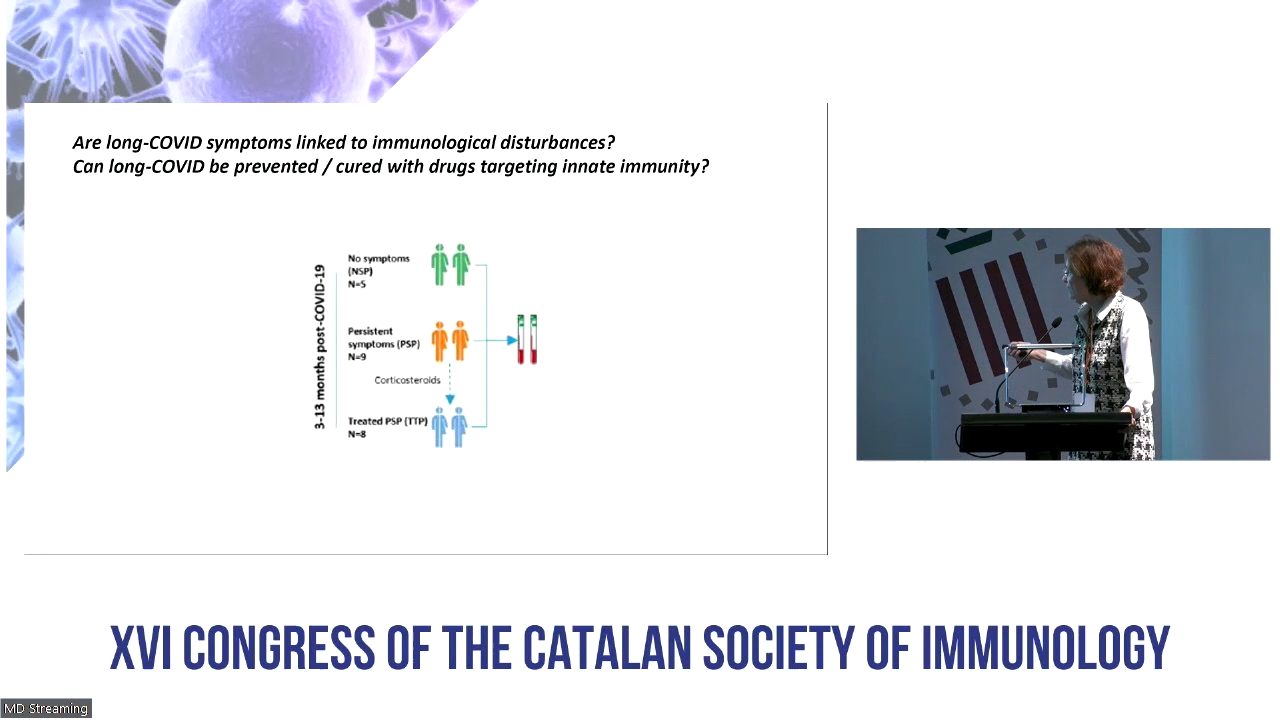 Are long-COVID symptoms linked to immunological disturbances?
Can long-COVID be prevented / cured with drugs targeting innate immunity?
3-13 months post-COVID-19
No symptoms
(NSP)
N=5
Persistent
symptoms (PSP)
N=9
Corticosteroids
Treated PSP (TTP)
N=8
XVI CONGRESS OF THE CATALAN SOCIETY OF IMMUNOLOGY
MD Streaming